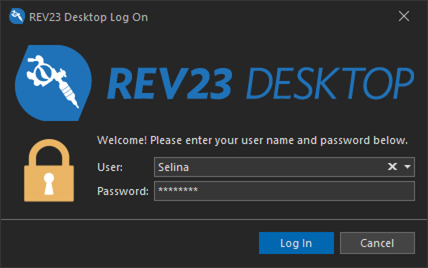 REV23 Desktop Log On
REV23 DESKTOP
Welcome! Please enter your user name and password below.
User: Selina
Password: ********
Log In Cancel